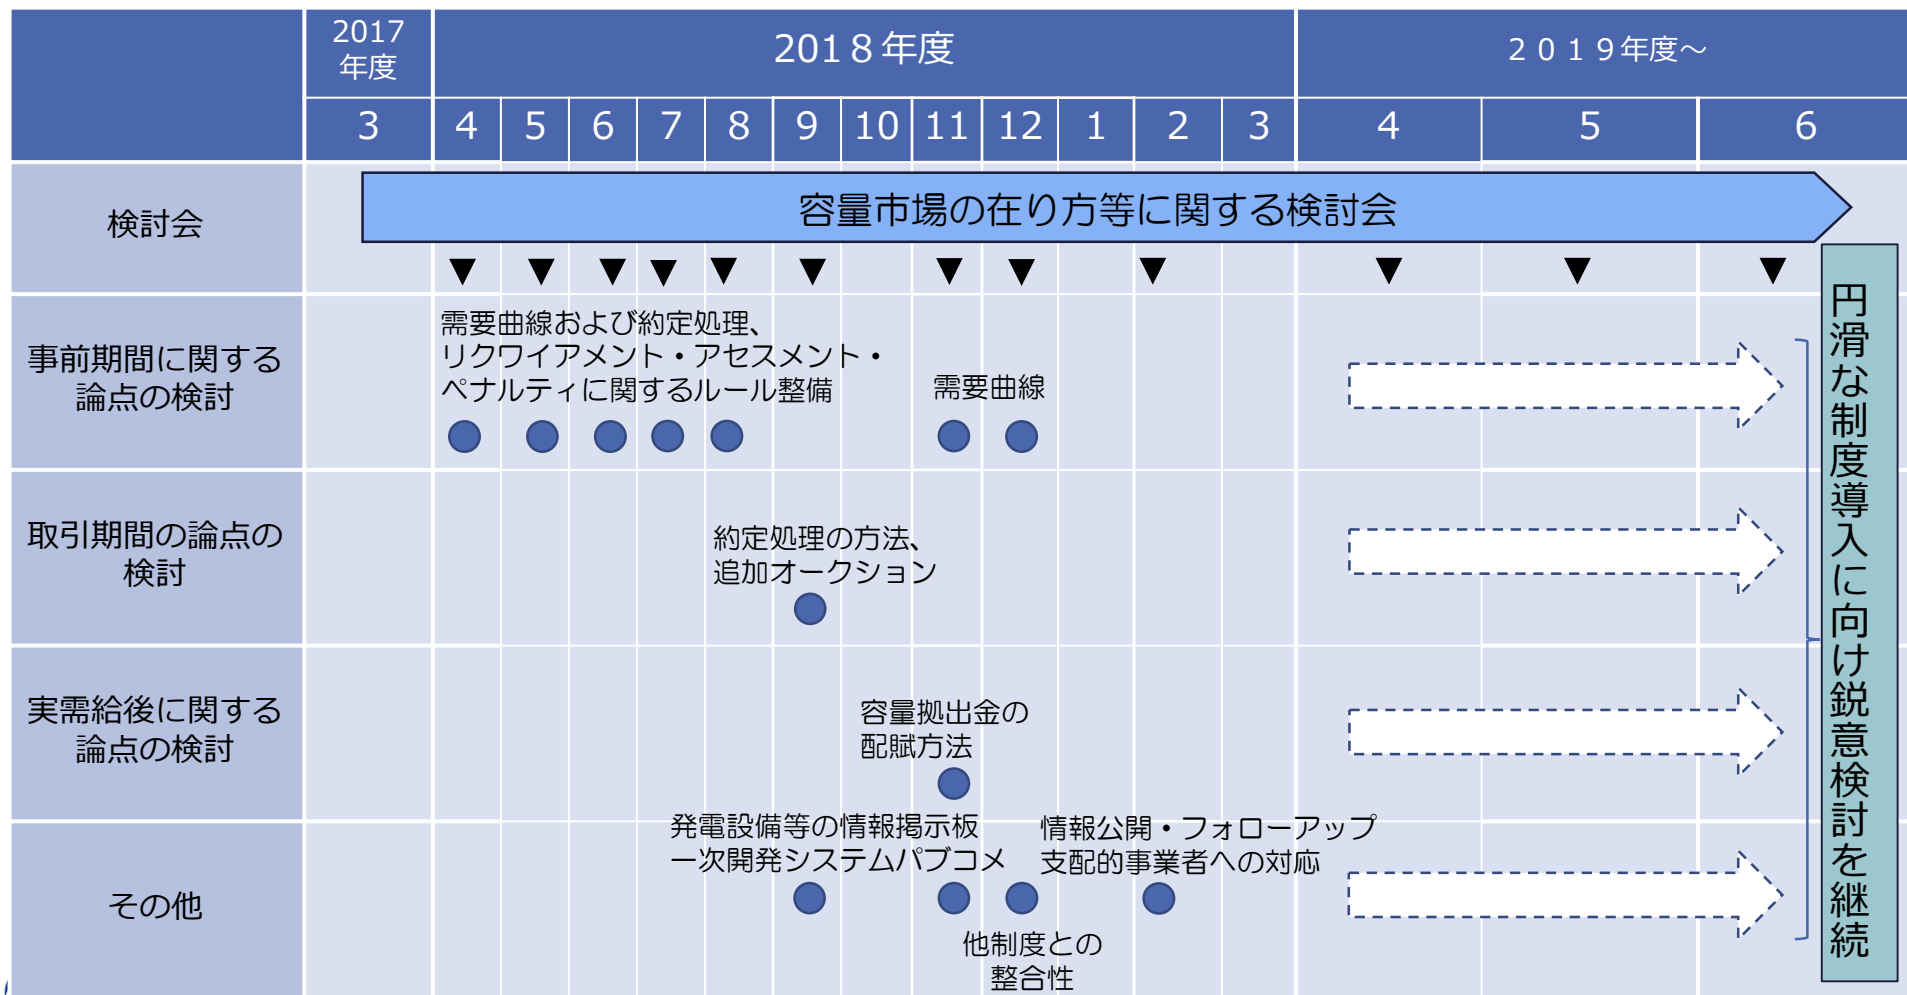 2017
年度
2018年度
２０１９年度～
3
4
5
6
7
8
9
10
11
12
1
2
3
4
5
6
検討会
容量市場の在り方等に関する検討会
▼ ▼ ▼ ▼ ▼ ▼ ▼ ▼ ▼ ▼ ▼ ▼
事前期間に関する
論点の検討
需要曲線および約定処理、
リクワイアメント・アセスメント・
ペナルティに関するルール整備
需要曲線
取引期間の論点の
検討
約定処理の方法、
追加オークション
実需給後に関する
論点の検討
容量拠出金の
配賦方法
その他
発電設備等の情報掲示板
一次開発システムパブコメ
情報公開・フォローアップ
支配的事業者への対応
他制度との
整合性
円滑な制度導入に向け鋭意検討を継続